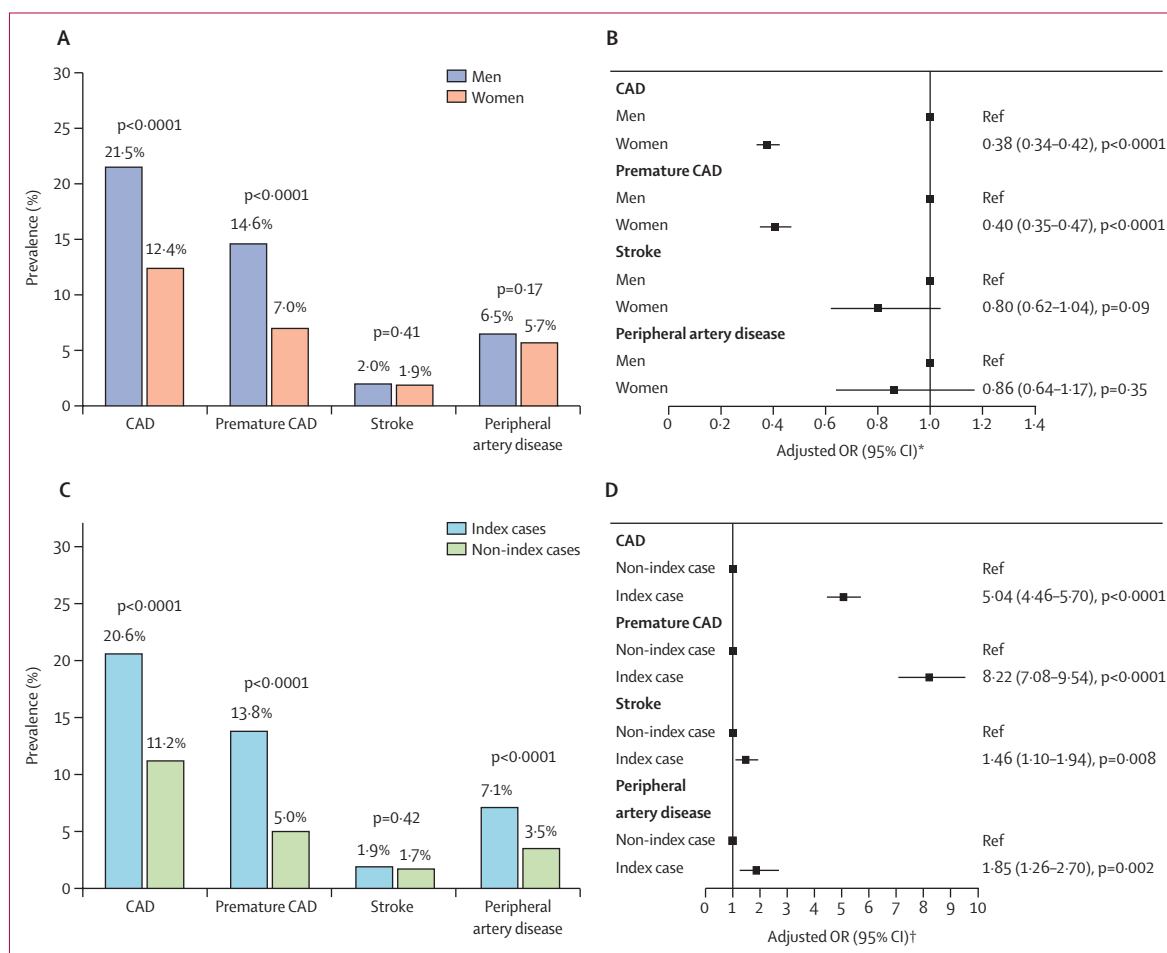 A
30
25
20
15
10
5
0
Prevalence (%)
Men
Women
p<0·0001
21·5%
12·4%
p<0·0001
14·6%
7·0%
p=0·41
2·0%
1·9%
p=0·17
6·5%
5·7%
CAD
Premature CAD
Stroke
Peripheral
artery disease
B
CAD
Men
Ref
Women
0·38 (0·34–0·42), p<0·0001
Premature CAD
Men
Ref
Women
0·40 (0·35–0·47), p<0·0001
Stroke
Men
Ref
Women
0·80 (0·62–1·04), p=0·09
Peripheral artery disease
Men
Ref
Women
0·86 (0·64–1·17), p=0·35
0 0·2 0·4 0·6 0·8 1·0 1·2 1·4
Adjusted OR (95% CI)*
C
30
25
20
15
10
5
0
Prevalence (%)
Index cases
Non-index cases
p<0·0001
20·6%
11·2%
p<0·0001
13·8%
5·0%
p=0·42
1·9%
1·7%
p<0·0001
7·1%
3·5%
CAD
Premature CAD
Stroke
Peripheral
artery disease
D
CAD
Non-index case
Ref
Index case
5·04 (4·46–5·70), p<0·0001
Premature CAD
Non-index case
Ref
Index case
8·22 (7·08–9·54), p<0·0001
Stroke
Non-index case
Ref
Index case
1·46 (1·10–1·94), p=0·008
Peripheral
artery disease
Non-index case
Ref
Index case
1·85 (1·26–2·70), p=0·002
0 1 2 3 4 5 6 7 8 9 10
Adjusted OR (95% CI)†